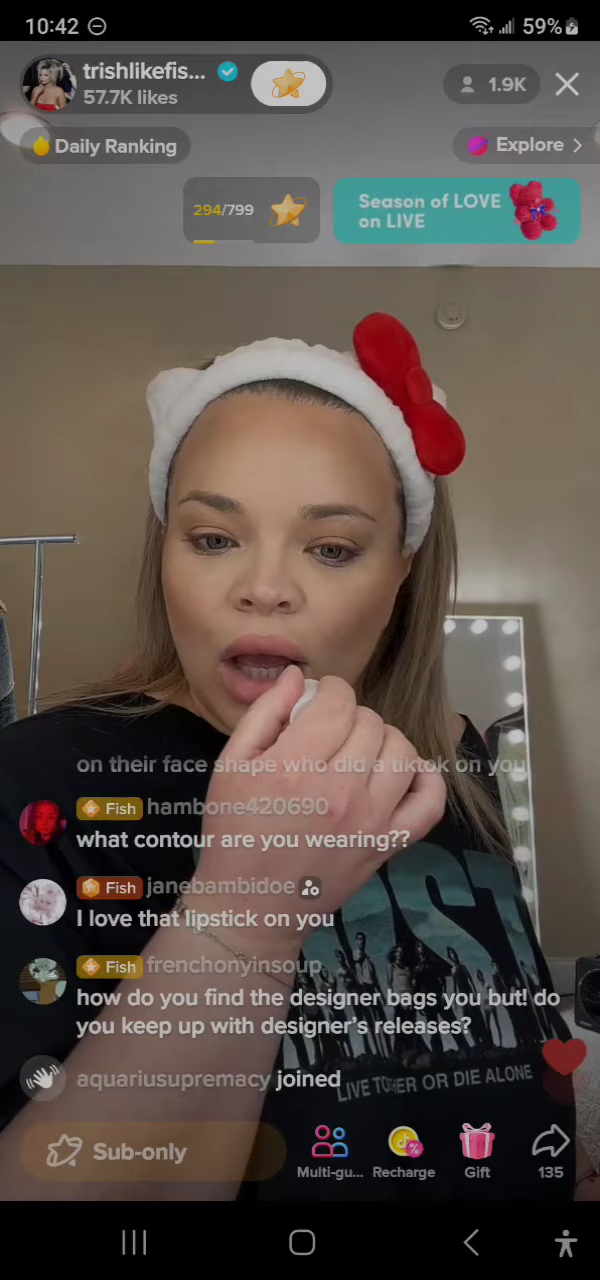 10:42
59%
trishlikefis...
57.7K likes
1.9K
Daily Ranking
Explore >
294/799
Season of LOVE
on LIVE
on their face shape who did a tiktok on you
Fish hambone420690
what contour are you wearing??
Fish janebambidoe
I love that lipstick on you
Fish frenchonyinsoup
how do you find the designer bags you but! do
you keep up with designer's releases?
aquariusupremacy joined
OST
LIVE TOGETHER OR DIE ALONE
Sub-only
Multi-gu...
Recharge
Gift
135